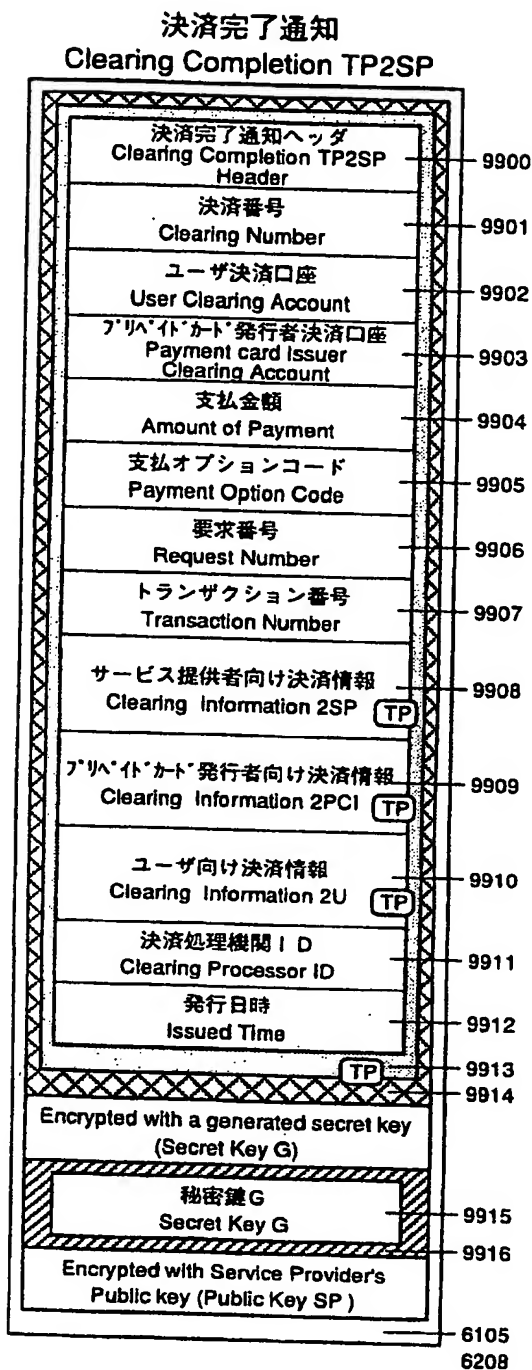 決済完了通知
Clearing Completion TP2SP
決済完了通知ヘッダ
Clearing Completion TP2SP
Header
9900
決済番号
Clearing Number
9901
ユーザ決済口座
User Clearing Account
9902
プリペイドカード発行者決済口座
Payment card Issuer
Clearing Account
9903
支払金額
Amount of Payment
9904
支払オプションコード
Payment Option Code
9905
要求番号
Request Number
9906
トランザクション番号
Transaction Number
9907
サービス提供者向け決済情報
Clearing Information 2SP
TP
9908
プリペイドカード発行者向け決済情報
Clearing Information 2PCI
TP
9909
ユーザ向け決済情報
Clearing Information 2U
TP
9910
決済処理機関ID
Clearing Processor ID
9911
発行日時
Issued Time
9912
TP
9913
9914
Encrypted with a generated secret key
(Secret Key G)
秘密鍵G
Secret Key G
9915
9916
Encrypted with Service Provider's
Public key (Public Key SP )
6105
6208